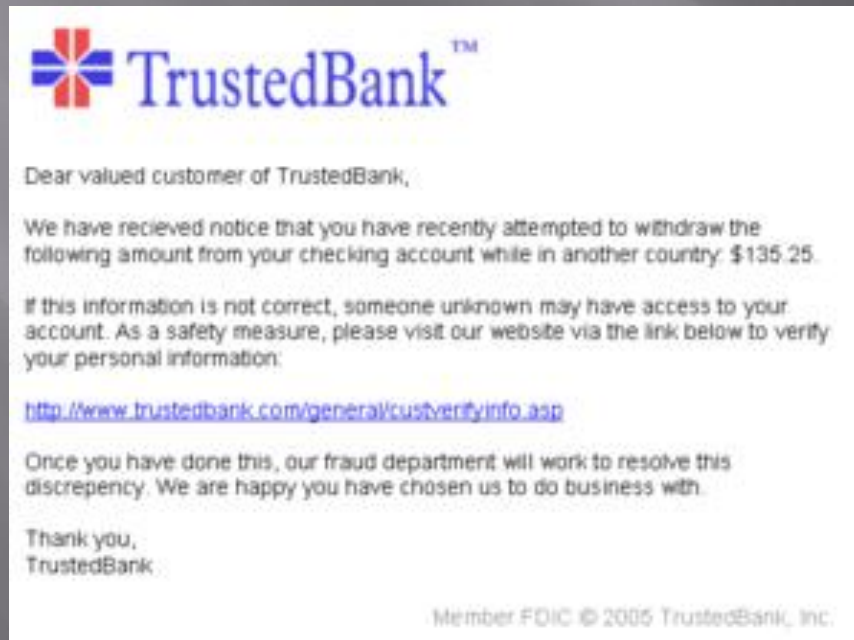 TrustedBank™
Dear valued customer of TrustedBank,
We have recieved notice that you have recently attempted to withdraw the
following amount from your checking account while in another country: $135.25.
If this information is not correct, someone unknown may have access to your
account. As a safety measure, please visit our website via the link below to verify
your personal information:
http://www.trustedbank.com/general/custverifyinfo.asp
Once you have done this, our fraud department will work to resolve this
discrepency. We are happy you have chosen us to do business with.
Thank you,
TrustedBank
Member FDIC © 2005 TrustedBank, Inc.